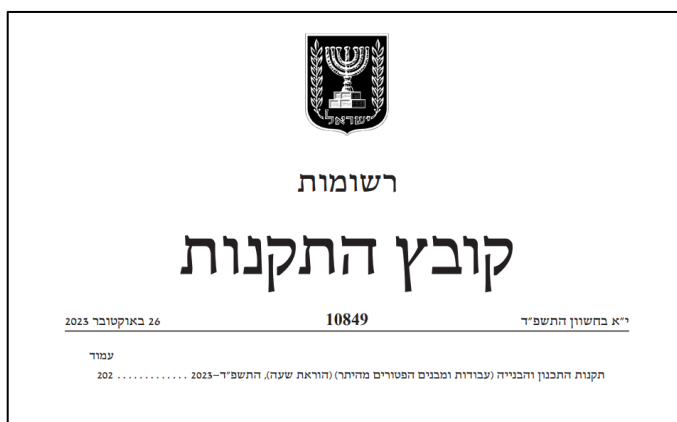 ישראל
רשומות
קובץ התקנות
י"א בחשוון התשפ"ד 10849 26 באוקטובר 2023
עמוד
תקנות התכנון והבנייה (עבודות ומבנים הפטורים מהיתר) (הוראת שעה), התשפ"ד–2023 ............. 202